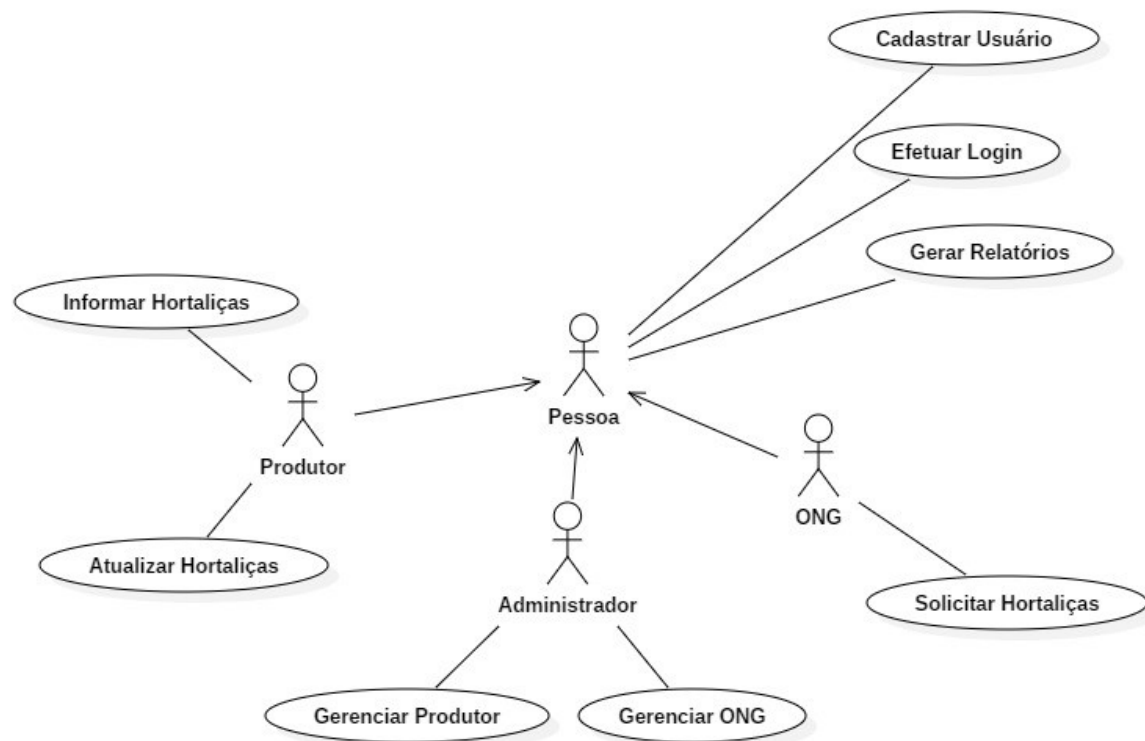 Cadastrar Usuário
Efetuar Login
Gerar Relatórios
Informar Hortaliças
Pessoa
Produtor
ONG
Atualizar Hortaliças
Administrador
Solicitar Hortaliças
Gerenciar Produtor
Gerenciar ONG